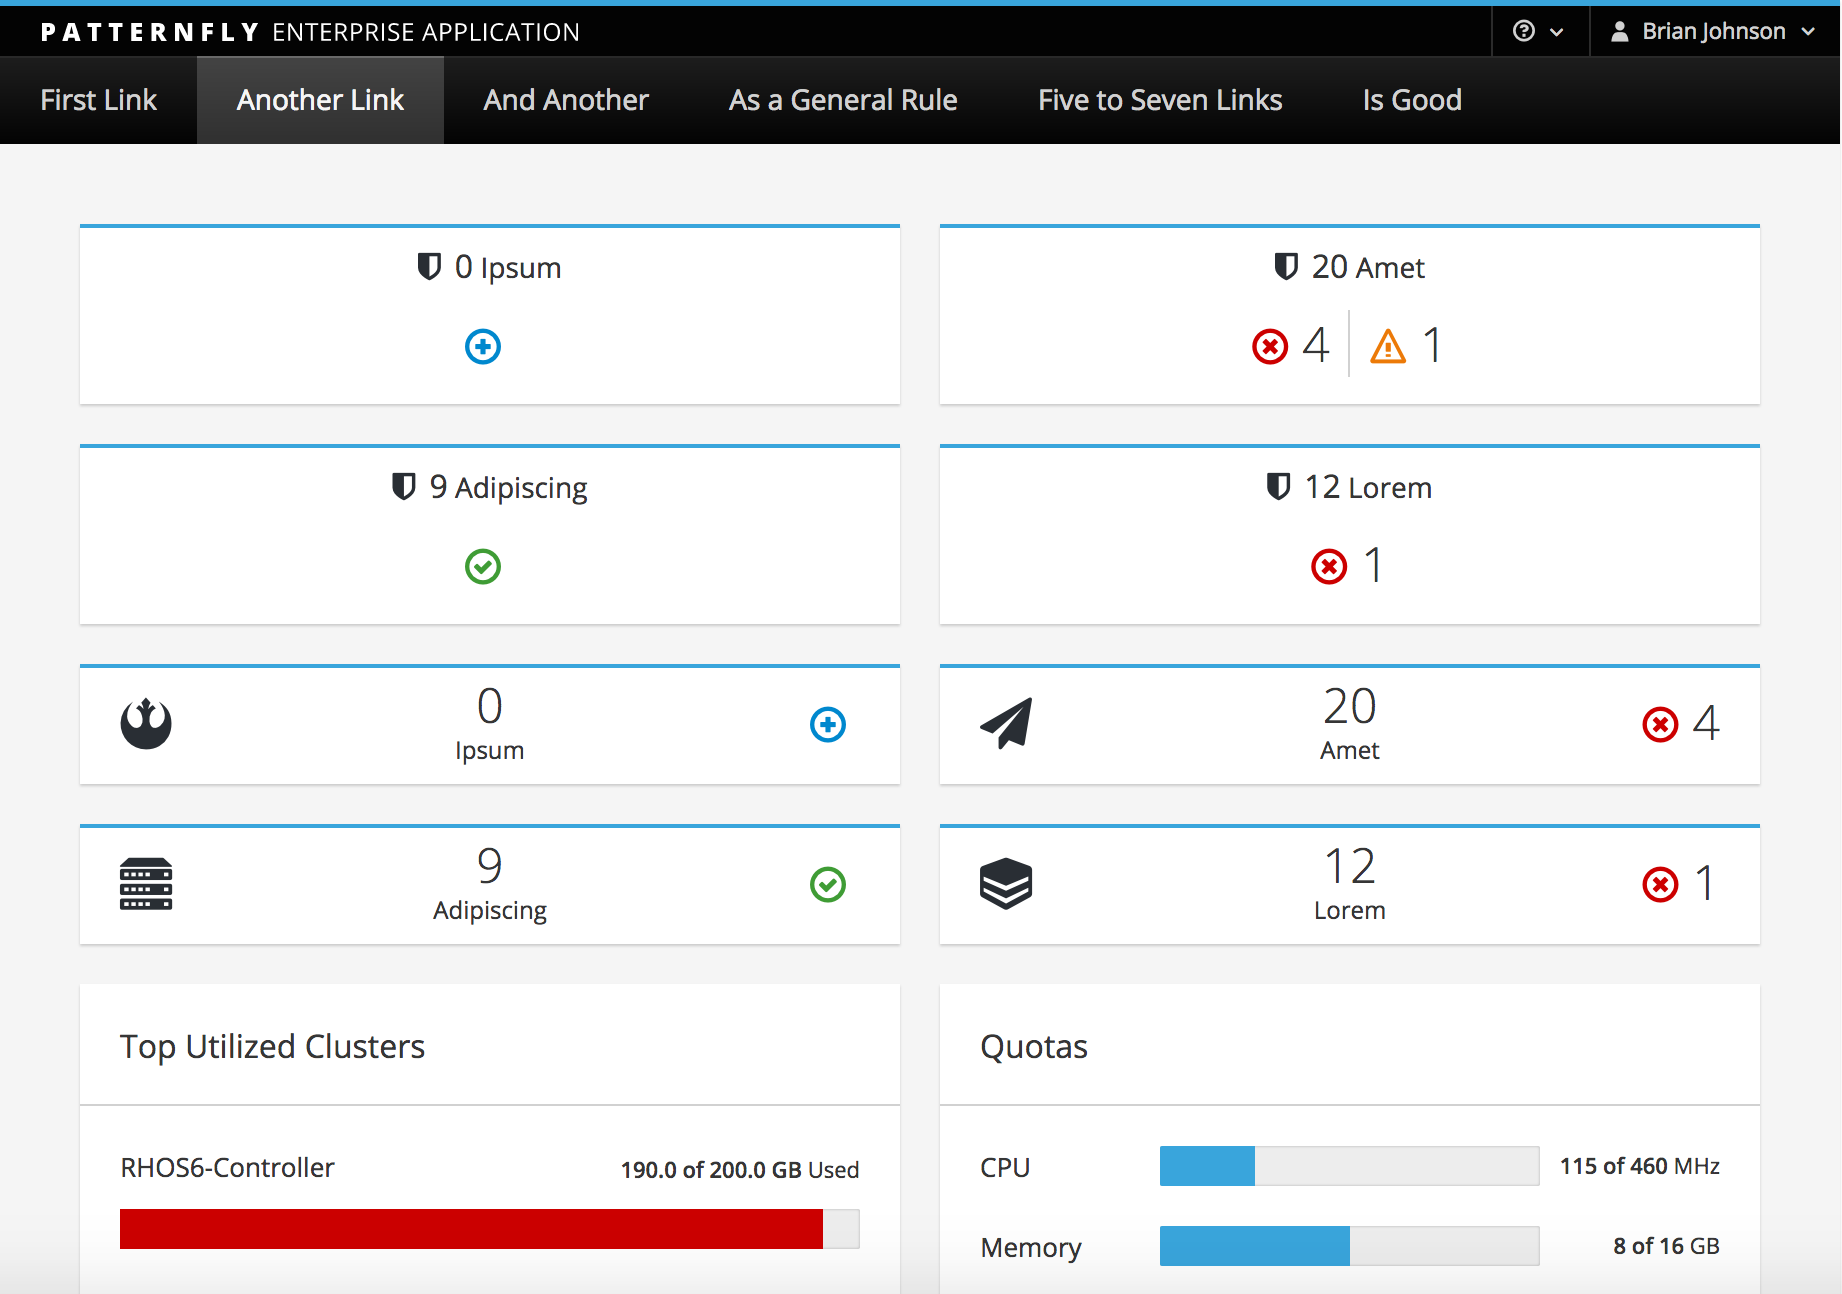 PATTERNFLY ENTERPRISE APPLICATION
Brian Johnson
First Link
Another Link
And Another
As a General Rule
Five to Seven Links
Is Good
0 Ipsum
20 Amet
4
1
9 Adipiscing
12 Lorem
1
0
Ipsum
20
Amet
4
9
Adipiscing
12
Lorem
1
Top Utilized Clusters
RHOS6-Controller
190.0 of 200.0 GB Used
Quotas
CPU
115 of 460 MHz
Memory
8 of 16 GB